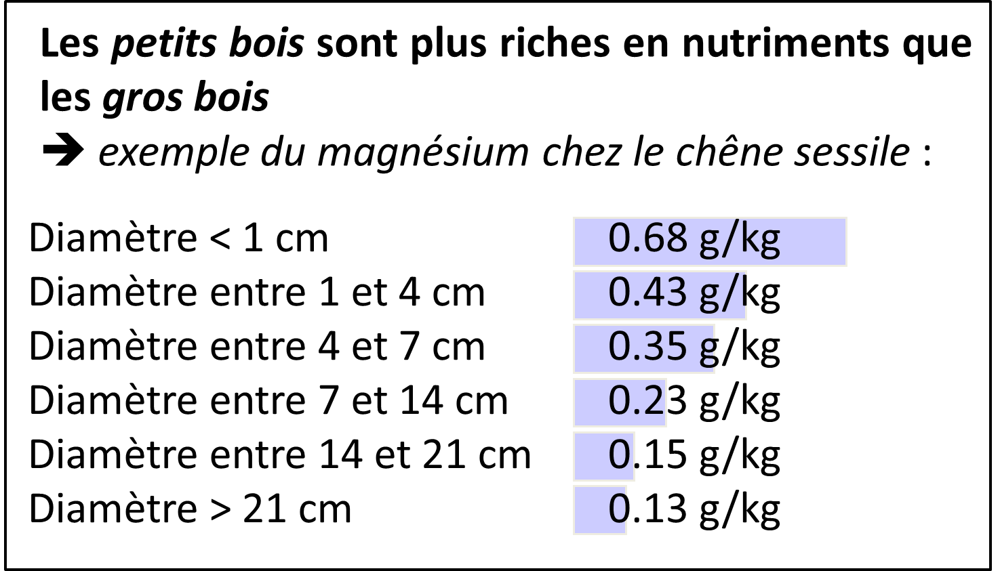 Les petits bois sont plus riches en nutriments que
les gros bois
➔ exemple du magnésium chez le chêne sessile :
Diamètre < 1 cm 0.68 g/kg
Diamètre entre 1 et 4 cm 0.43 g/kg
Diamètre entre 4 et 7 cm 0.35 g/kg
Diamètre entre 7 et 14 cm 0.23 g/kg
Diamètre entre 14 et 21 cm 0.15 g/kg
Diamètre > 21 cm 0.13 g/kg